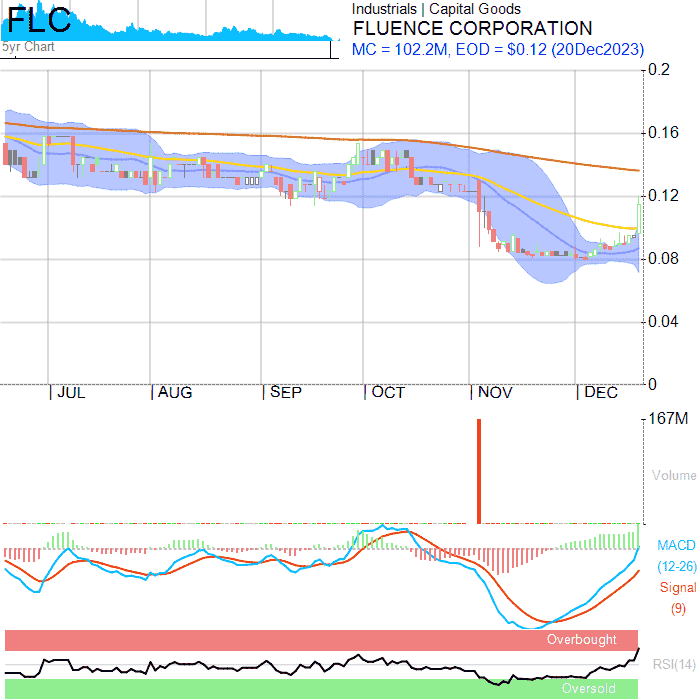 FLC
5yr Chart
Industrials | Capital Goods
FLUENCE CORPORATION
MC = 102.2M, EOD = $0.12 (20Dec2023)
0.2
0.16
0.12
0.08
0.04
0
JUL AUG SEP OCT NOV DEC
167M
Volume
MACD
(12-26)
Signal
(9)
Overbought
RSI(14)
Oversold